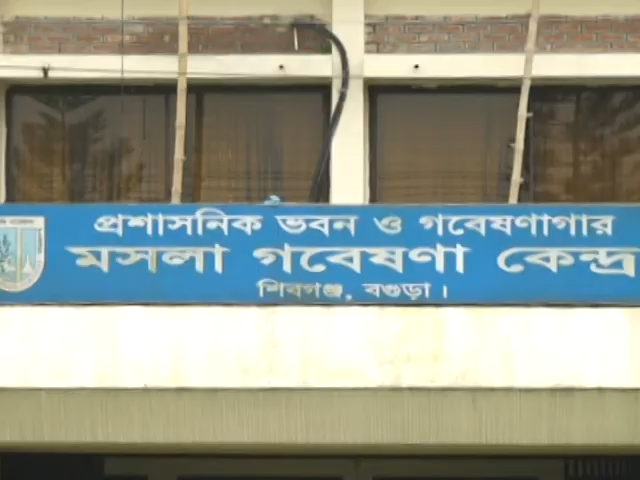 প্রশাসনিক ভবন ও গবেষণাগার
মসলা গবেষণা কেন্দ্র
শিবগঞ্জ, বগুড়া।